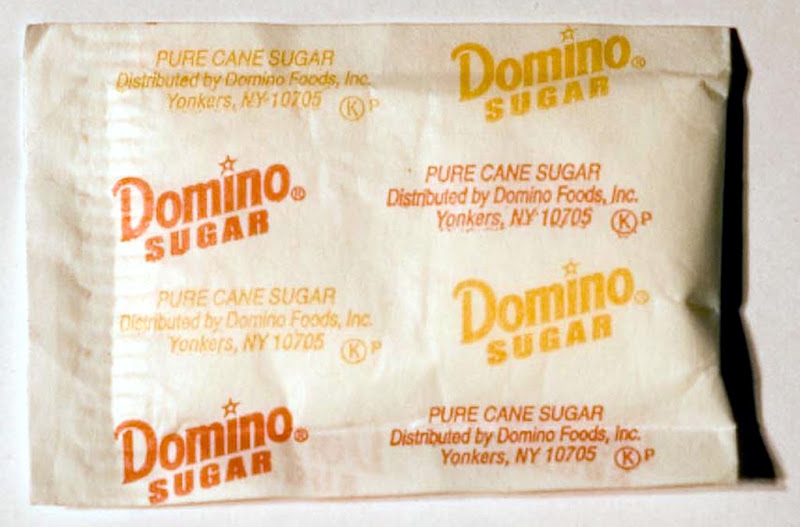 PURE CANE SUGAR
Distributed by Domino Foods, Inc.
Yonkers, NY 10705 Ⓚ P
Domino®
SUGAR
Domino®
SUGAR
PURE CANE SUGAR
Distributed by Domino Foods, Inc.
Yonkers, NY 10705 Ⓚ P
PURE CANE SUGAR
Distributed by Domino Foods, Inc.
Yonkers, NY 10705 Ⓚ P
Domino®
SUGAR
Domino®
SUGAR
PURE CANE SUGAR
Distributed by Domino Foods, Inc.
Yonkers, NY 10705 Ⓚ P